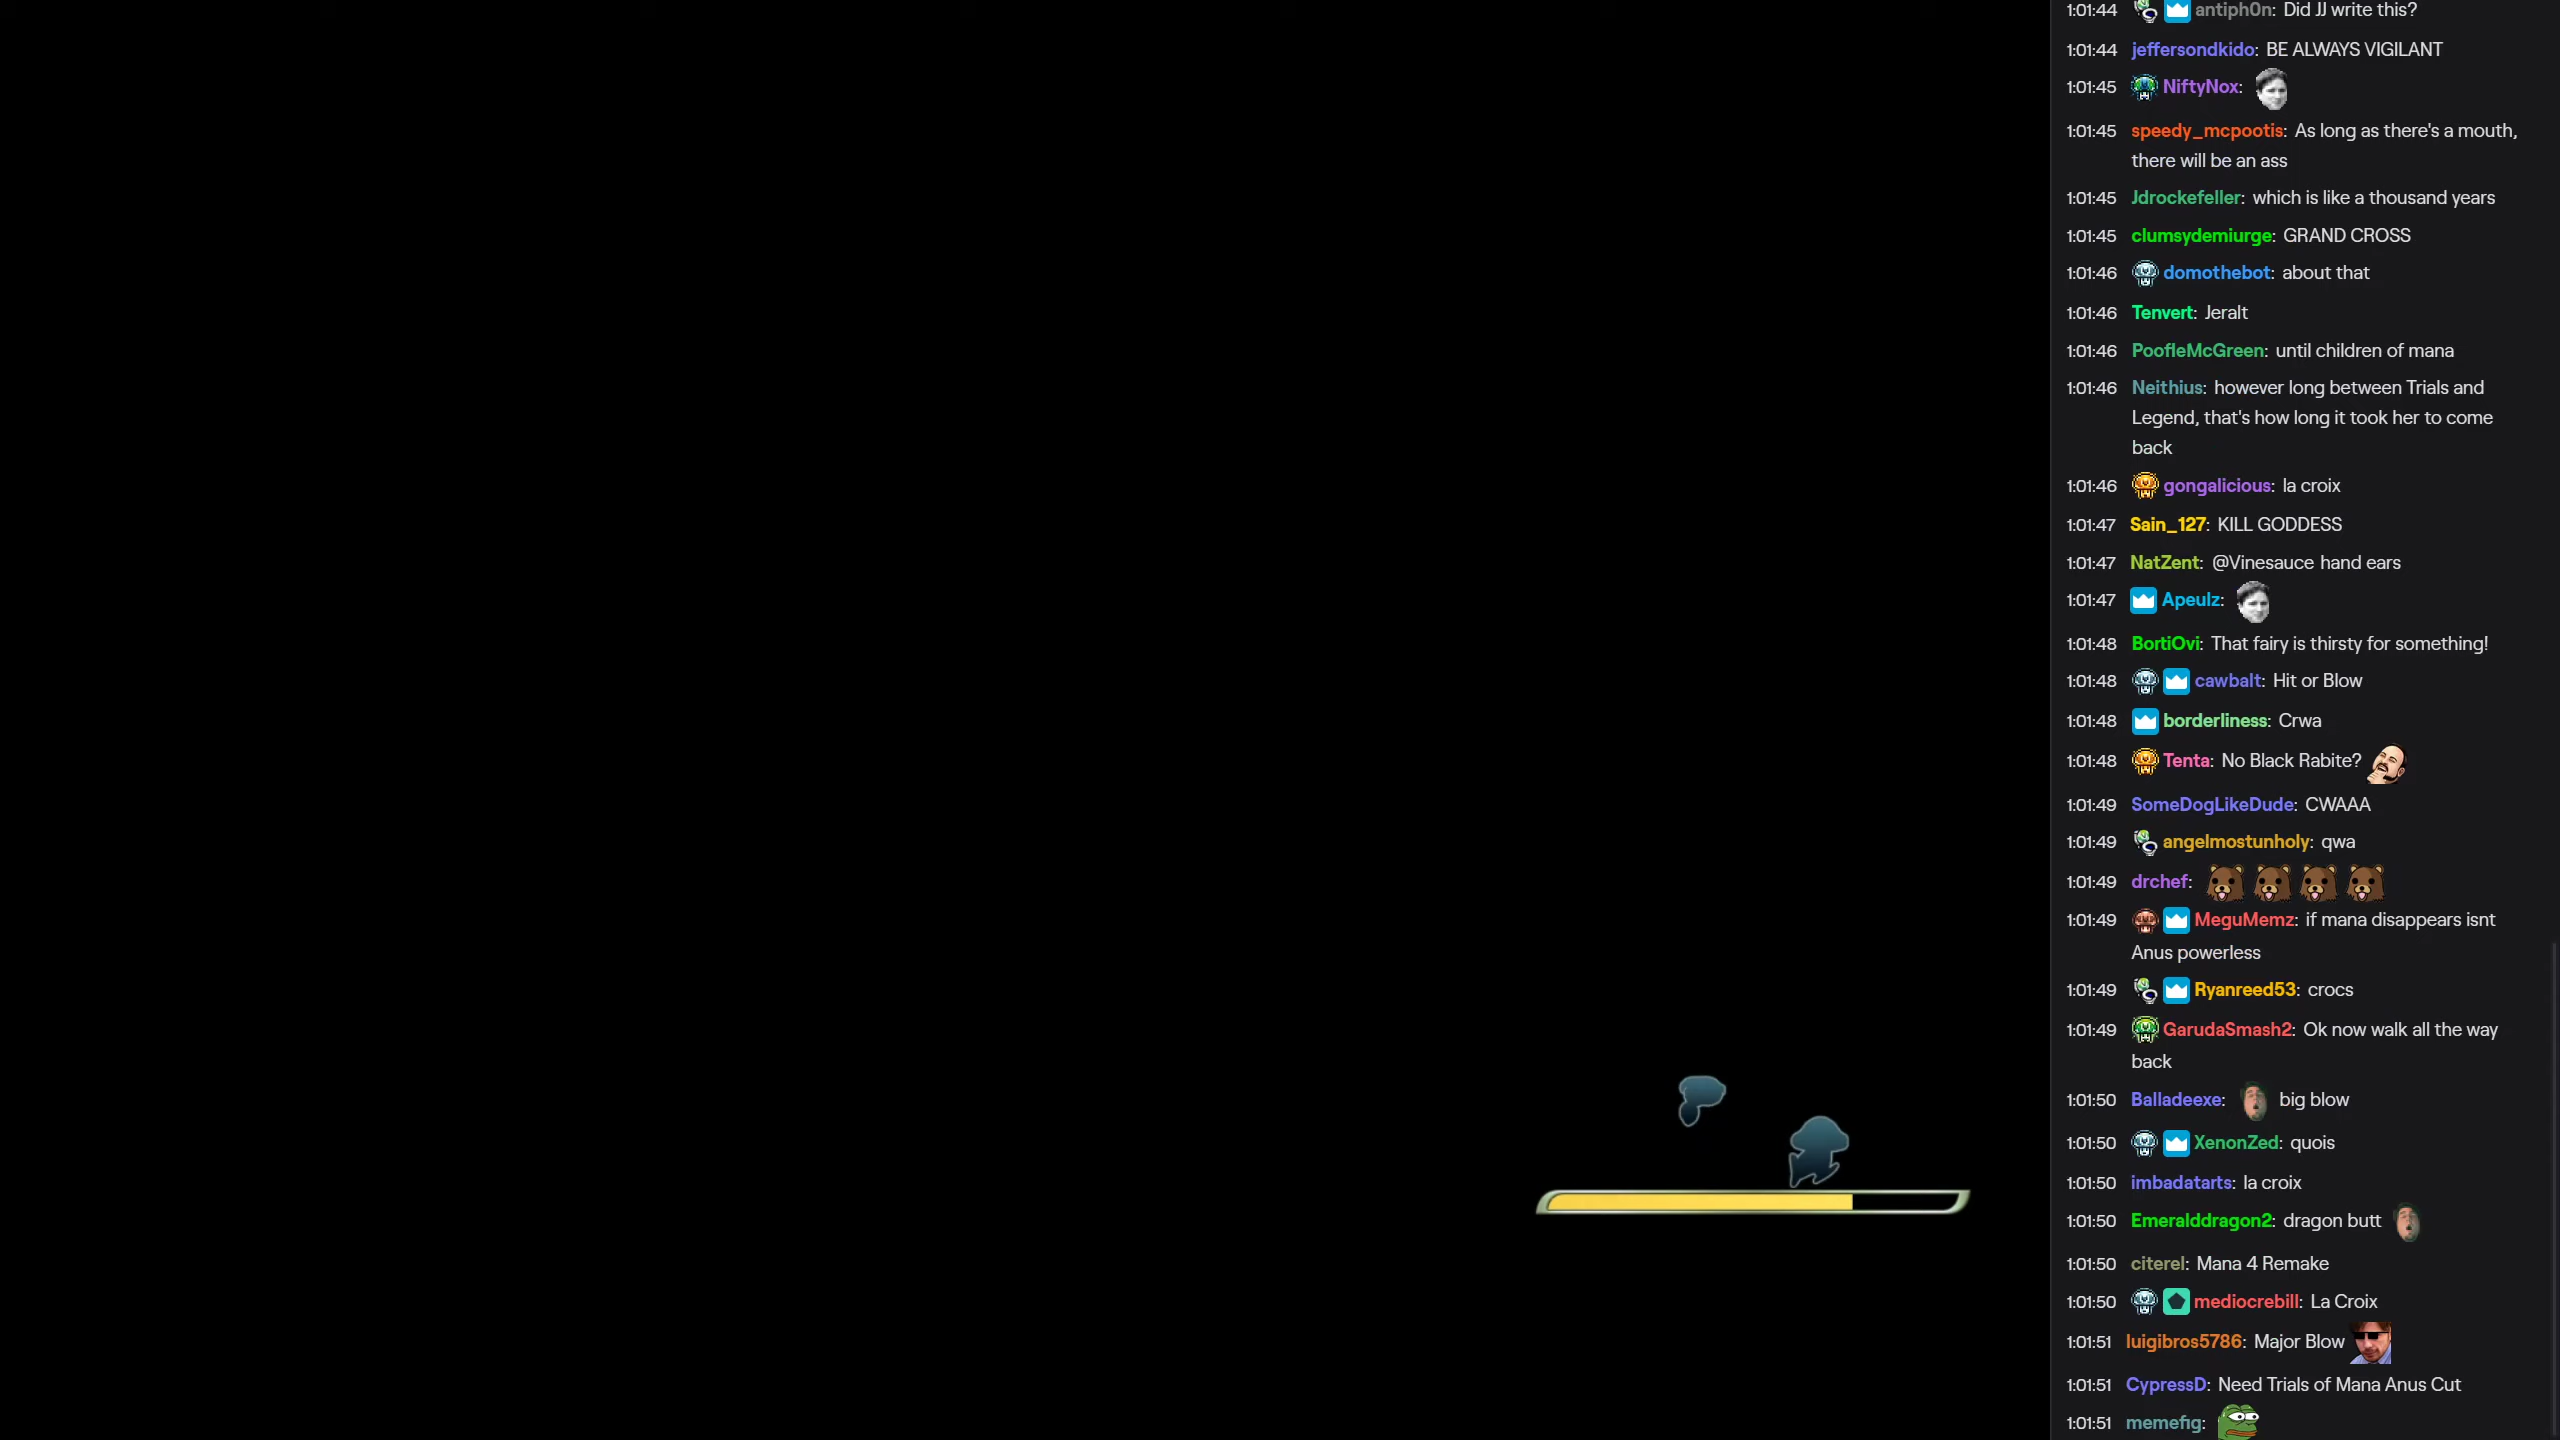 1:01:44 antiph0n: Did JJ write this?
1:01:44 jeffersondkido: BE ALWAYS VIGILANT
1:01:45 NiftyNox:
1:01:45 speedy_mcpootis: As long as there's a mouth,
there will be an ass
1:01:45 Jdrockefeller: which is like a thousand years
1:01:45 clumsydemiurge: GRAND CROSS
1:01:46 domothebot: about that
1:01:46 Tenvert: Jeralt
1:01:46 PoofleMcGreen: until children of mana
1:01:46 Neithius: however long between Trials and
Legend, that's how long it took her to come
back
1:01:46 gongalicious: la croix
1:01:47 Sain_127: KILL GODDESS
1:01:47 NatZent: @Vinesauce hand ears
1:01:47 Apeulz:
1:01:48 BortiOvi: That fairy is thirsty for something!
1:01:48 cawbalt: Hit or Blow
1:01:48 borderliness: Crwa
1:01:48 Tenta: No Black Rabite?
1:01:49 SomeDogLikeDude: CWAAA
1:01:49 angelmostunholy: qwa
1:01:49 drchef:
1:01:49 MeguMemz: if mana disappears isnt
Anus powerless
1:01:49 Ryanreed53: crocs
1:01:49 GarudaSmash2: Ok now walk all the way
back
1:01:50 Balladeexe: big blow
1:01:50 XenonZed: quois
1:01:50 imbadatarts: la croix
1:01:50 Emeralddragon2: dragon butt
1:01:50 citerel: Mana 4 Remake
1:01:50 mediocrebill: La Croix
1:01:51 luigibros5786: Major Blow
1:01:51 CypressD: Need Trials of Mana Anus Cut
1:01:51 memefig: